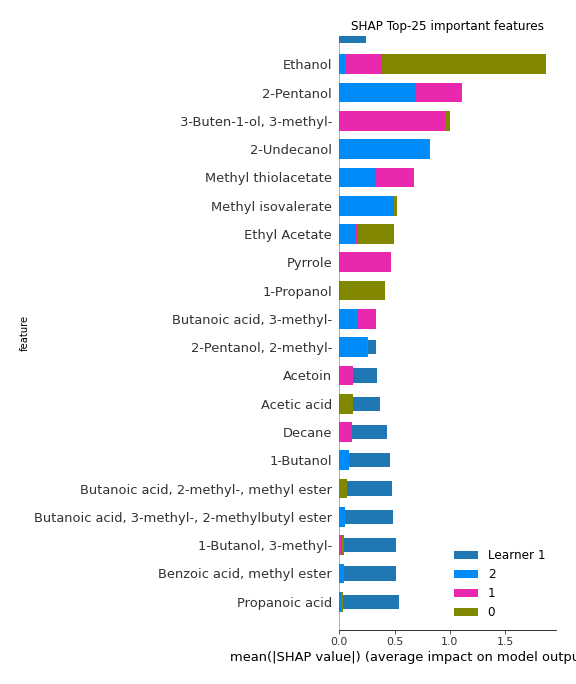 SHAP Top-25 important features
Ethanol
2-Pentanol
3-Buten-1-ol, 3-methyl-
2-Undecanol
Methyl thiolacetate
Methyl isovalerate
Ethyl Acetate
Pyrrole
1-Propanol
Butanoic acid, 3-methyl-
2-Pentanol, 2-methyl-
Acetoin
Acetic acid
Decane
1-Butanol
Butanoic acid, 2-methyl-, methyl ester
Butanoic acid, 3-methyl-, 2-methylbutyl ester
1-Butanol, 3-methyl-
Benzoic acid, methyl ester
Propanoic acid
feature
Learner 1
2
1
0
0.0 0.5 1.0 1.5
mean(|SHAP value|) (average impact on model outpu